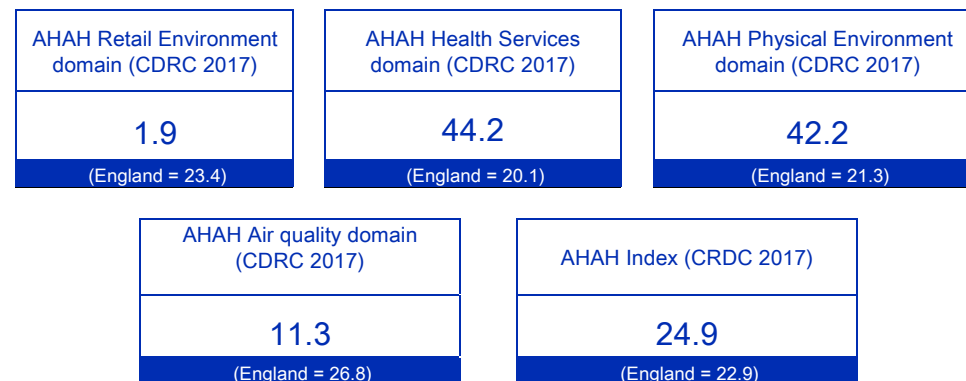 AHAH Retail Environment
domain (CDRC 2017)
1.9
(England = 23.4)
AHAH Health Services
domain (CDRC 2017)
44.2
(England = 20.1)
AHAH Physical Environment
domain (CDRC 2017)
42.2
(England = 21.3)
AHAH Air quality domain
(CDRC 2017)
11.3
(England = 26.8)
AHAH Index (CRDC 2017)
24.9
(England = 22.9)